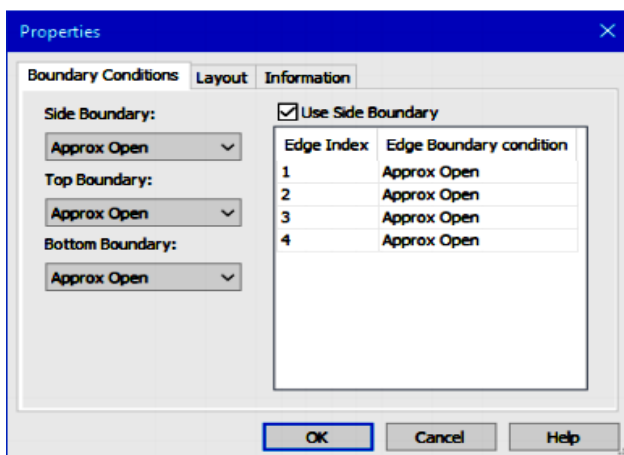 Properties
Boundary Conditions Layout Information
Side Boundary:
Approx Open
Top Boundary:
Approx Open
Bottom Boundary:
Approx Open
Use Side Boundary
Edge Index Edge Boundary condition
1 Approx Open
2 Approx Open
3 Approx Open
4 Approx Open
OK Cancel Help